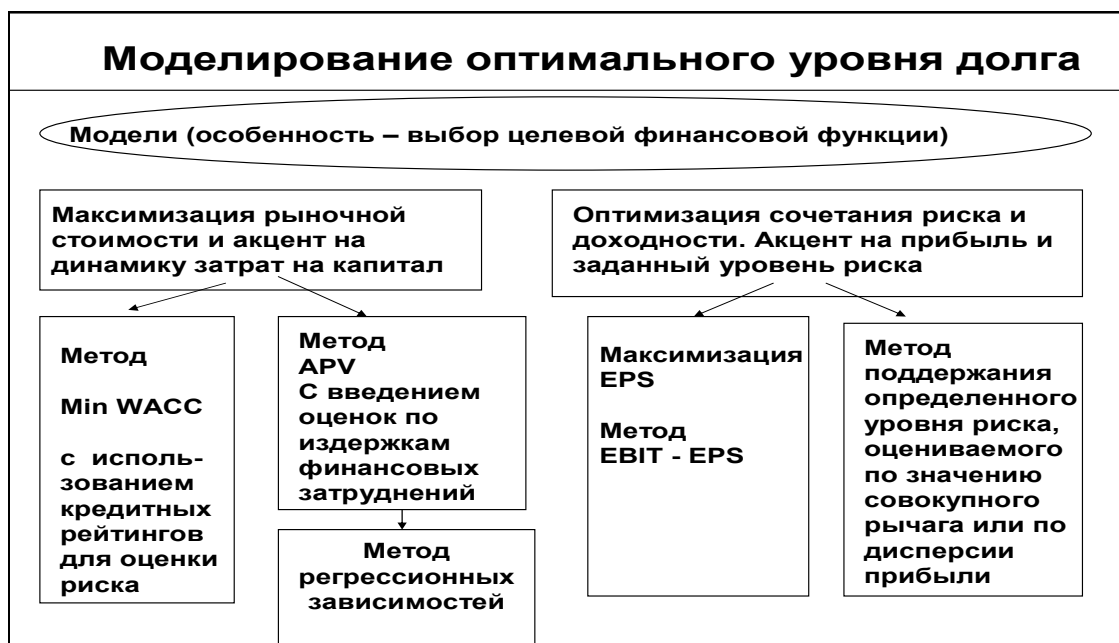 Моделирование оптимального уровня долга
Модели (особенность – выбор целевой финансовой функции)
Максимизация рыночной
стоимости и акцент на
динамику затрат на капитал
Оптимизация сочетания риска и
доходности. Акцент на прибыль и
заданный уровень риска
Метод
Min WACC
с исполь-
зованием
кредитных
рейтингов
для оценки
риска
Метод
APV
С введением
оценок по
издержкам
финансовых
затруднений
Метод
регрессионных
зависимостей
Максимизация
EPS
Метод
EBIT - EPS
Метод
поддержания
определенного
уровня риска,
оцениваемого
по значению
совокупного
рычага или по
дисперсии
прибыли